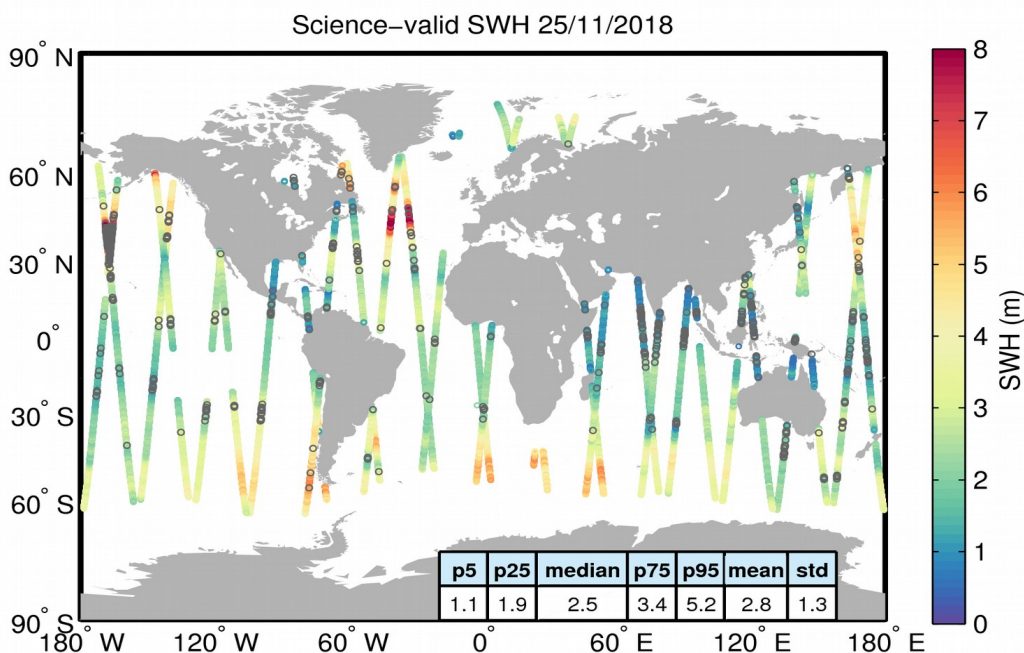 Science−valid SWH 25/11/2018
90° N
60° N
30° N
0°
30° S
60° S
90° S
180° W
120° W
60° W
0°
60° E
120° E
180° E
p5 p25 median p75 p95 mean std
1.1 1.9 2.5 3.4 5.2 2.8 1.3
8
7
6
5
4
3
2
1
0
SWH (m)